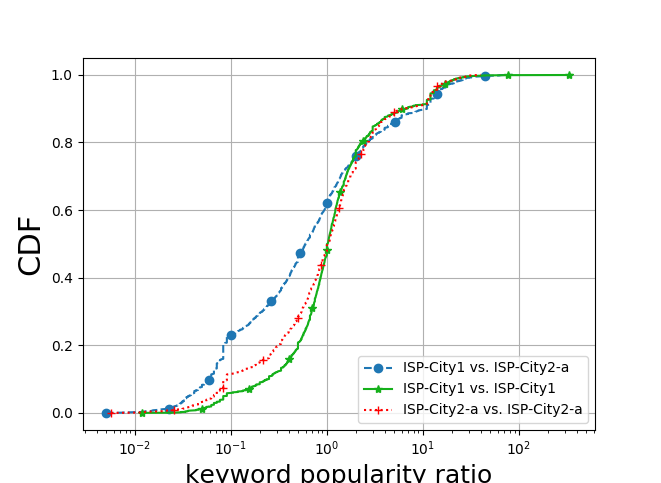 CDF
1.0
0.8
0.6
0.4
0.2
0.0
ISP-City1 vs. ISP-City2-a
ISP-City1 vs. ISP-City1
ISP-City2-a vs. ISP-City2-a
10⁻² 10⁻¹ 10⁰ 10¹ 10²
keyword popularity ratio